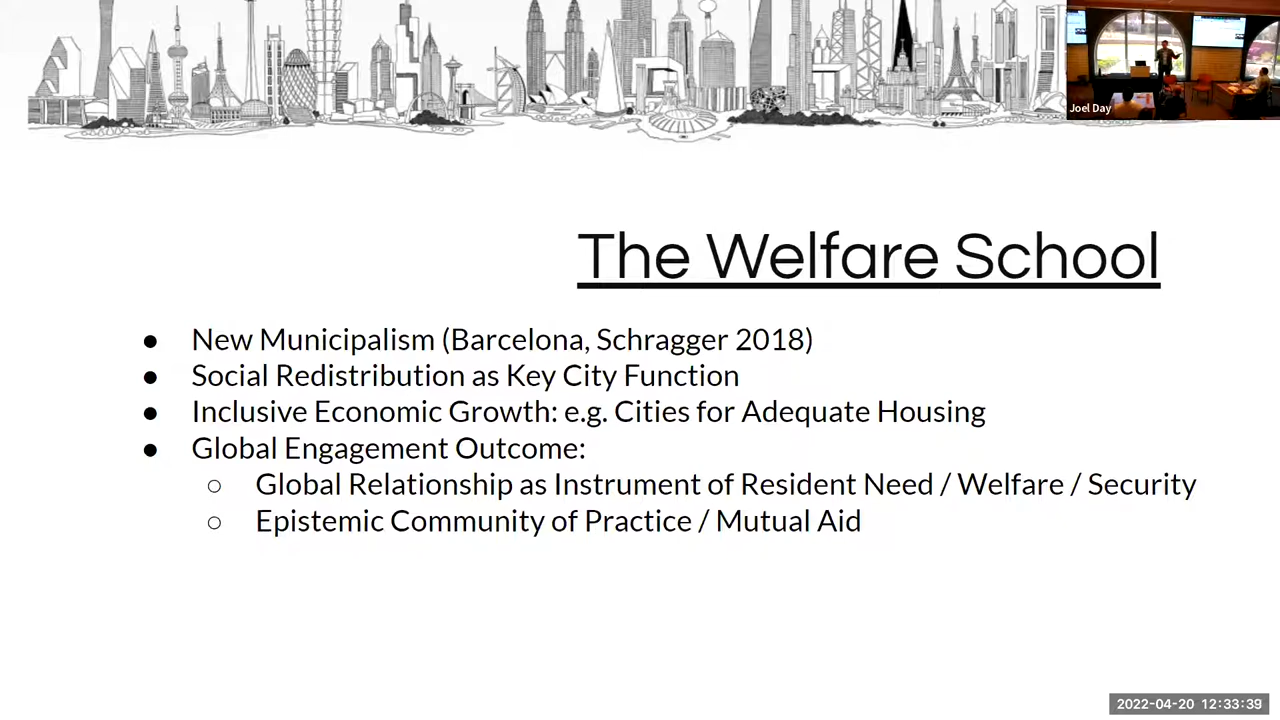 Joel Day
The Welfare School
● New Municipalism (Barcelona, Schragger 2018)
● Social Redistribution as Key City Function
● Inclusive Economic Growth: e.g. Cities for Adequate Housing
● Global Engagement Outcome:
○ Global Relationship as Instrument of Resident Need / Welfare / Security
○ Epistemic Community of Practice / Mutual Aid
2022-04-20 12:33:39